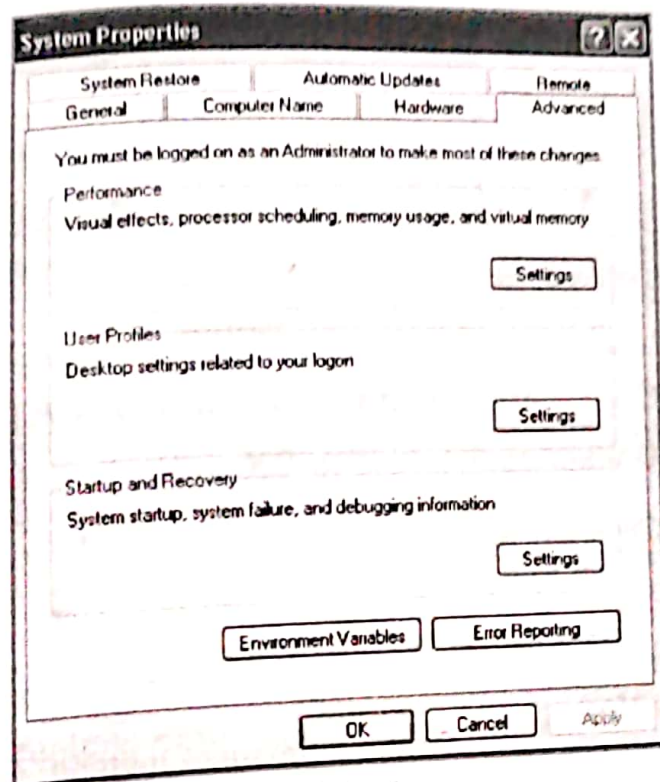 System Properties
System Restore Automatic Updates Remote
General Computer Name Hardware Advanced
You must be logged on as an Administrator to make most of these changes.
Performance
Visual effects, processor scheduling, memory usage, and virtual memory
Settings
User Profiles
Desktop settings related to your logon
Settings
Startup and Recovery
System startup, system failure, and debugging information
Settings
Environment Variables Error Reporting
OK Cancel Apply